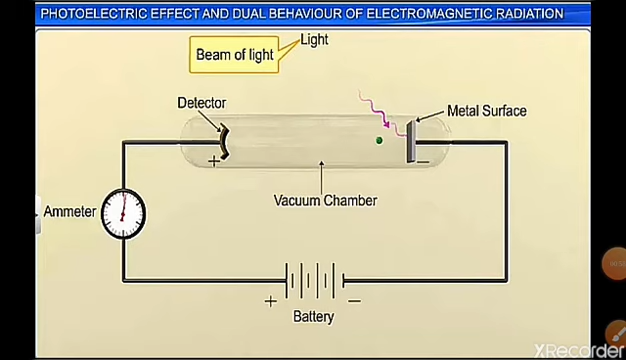 PHOTOELECTRIC EFFECT AND DUAL BEHAVIOUR OF ELECTROMAGNETIC RADIATION
Light
Beam of light
Detector
Metal Surface
+
−
Vacuum Chamber
Ammeter
+
−
Battery
XRecorder